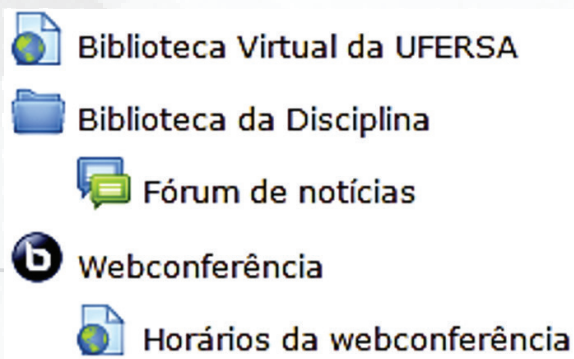 Biblioteca Virtual da UFERSA
Biblioteca da Disciplina
Fórum de notícias
Webconferência
Horários da webconferência